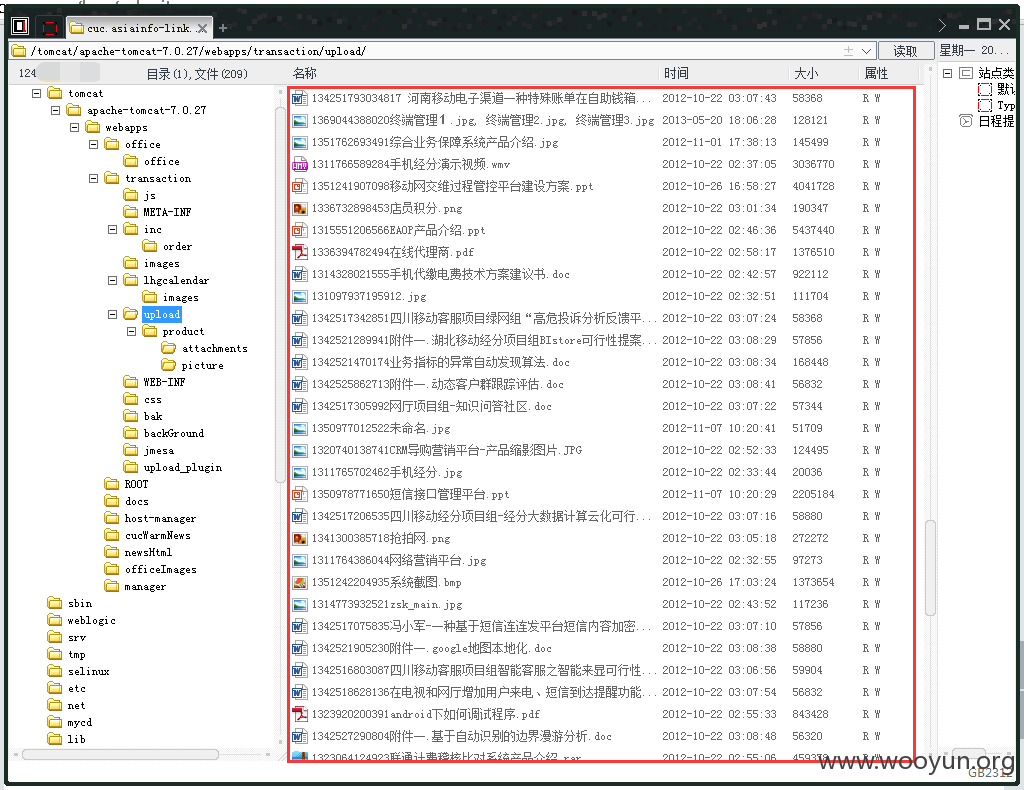 cuc.asiainfo-link.
/tomcat/apache-tomcat-7.0.27/webapps/transaction/upload/
读取
星期一 20...
124
目录(1),文件(209)
名称
时间
大小
属性
tomcat
apache-tomcat-7.0.27
webapps
office
office
transaction
js
META-INF
inc
order
images
lhgcalendar
images
upload
product
attachments
picture
WEB-INF
css
bak
backGround
jmesa
upload_plugin
ROOT
docs
host-manager
cucWarmNews
newsHtml
officeImages
manager
sbin
weblogic
srv
tmp
selinux
etc
net
mycd
lib
134251793034817 河南移动电子渠道一种特殊账单在自助钱箱... 2012-10-22 03:07:43 58368 R W
1369044388020终端管理1.jpg, 终端管理2.jpg, 终端管理3.jpg 2013-05-20 18:06:28 128121 R W
1351762693491综合业务保障系统产品介绍.jpg 2012-11-01 17:38:13 145499 R W
1311766589284手机经分演示视频.wmv 2012-10-22 02:37:05 3036770 R W
1351241907098移动网交维过程管控平台建设方案.ppt 2012-10-26 16:58:27 4041728 R W
1336732898453店员积分.png 2012-10-22 03:01:34 190347 R W
1315551206566EAOP产品介绍.ppt 2012-10-22 02:46:36 5437440 R W
1336394782494在线代理商.pdf 2012-10-22 02:58:17 1376510 R W
1314328021555手机代缴电费技术方案建议书.doc 2012-10-22 02:42:57 922112 R W
131097937195912.jpg 2012-10-22 02:32:51 111704 R W
1342517342851四川移动客服项目绿网组“高危投诉分析反馈平... 2012-10-22 03:07:24 58368 R W
1342521289941附件一.湖北移动经分项目组BIstore可行性提案... 2012-10-22 03:08:29 57856 R W
1342521470174业务指标的异常自动发现算法.doc 2012-10-22 03:08:34 168448 R W
1342525862713附件一.动态客户群跟踪评估.doc 2012-10-22 03:08:41 56832 R W
1342517305992网厅项目组-知识问答社区.doc 2012-10-22 03:07:22 57344 R W
1350977012522未命名.jpg 2012-11-07 10:20:41 51709 R W
1320740138741CRM导购营销平台-产品缩影图片.JPG 2012-10-22 02:52:33 124495 R W
1311765702462手机经分.jpg 2012-10-22 02:33:44 20036 R W
1350978771650短信接口管理平台.ppt 2012-11-07 10:20:29 2205184 R W
1342517206535四川移动经分项目组-经分大数据计算云化可行... 2012-10-22 03:07:16 58880 R W
1341300385718抢拍网.png 2012-10-22 03:05:18 272272 R W
1311764386044网络营销平台.jpg 2012-10-22 02:32:55 97273 R W
1351242204935系统截图.bmp 2012-10-26 17:03:24 1373654 R W
1314773932521zsk_main.jpg 2012-10-22 02:43:52 117236 R W
1342517075835冯小军-一种基于短信连连发平台短信内容加密... 2012-10-22 03:07:10 57856 R W
1342521905230附件一.google地图本地化.doc 2012-10-22 03:08:38 58880 R W
1342516803087四川移动客服项目组智能客服之智能来显可行性... 2012-10-22 03:06:56 59904 R W
1342518628136在电视和网厅增加用户来电、短信到达提醒功能... 2012-10-22 03:07:54 56832 R W
1323920200391android下如何调试程序.pdf 2012-10-22 02:55:33 843428 R W
1342527290804附件一.基于自动识别的边界漫游分析.doc 2012-10-22 03:08:48 56320 R W
1323064124923联通计费稽核比对系统产品介绍.rar 2012-10-22 02:55:06 R W
站点类
默认
Typ
日程提
www.wooyun.org
GB2312